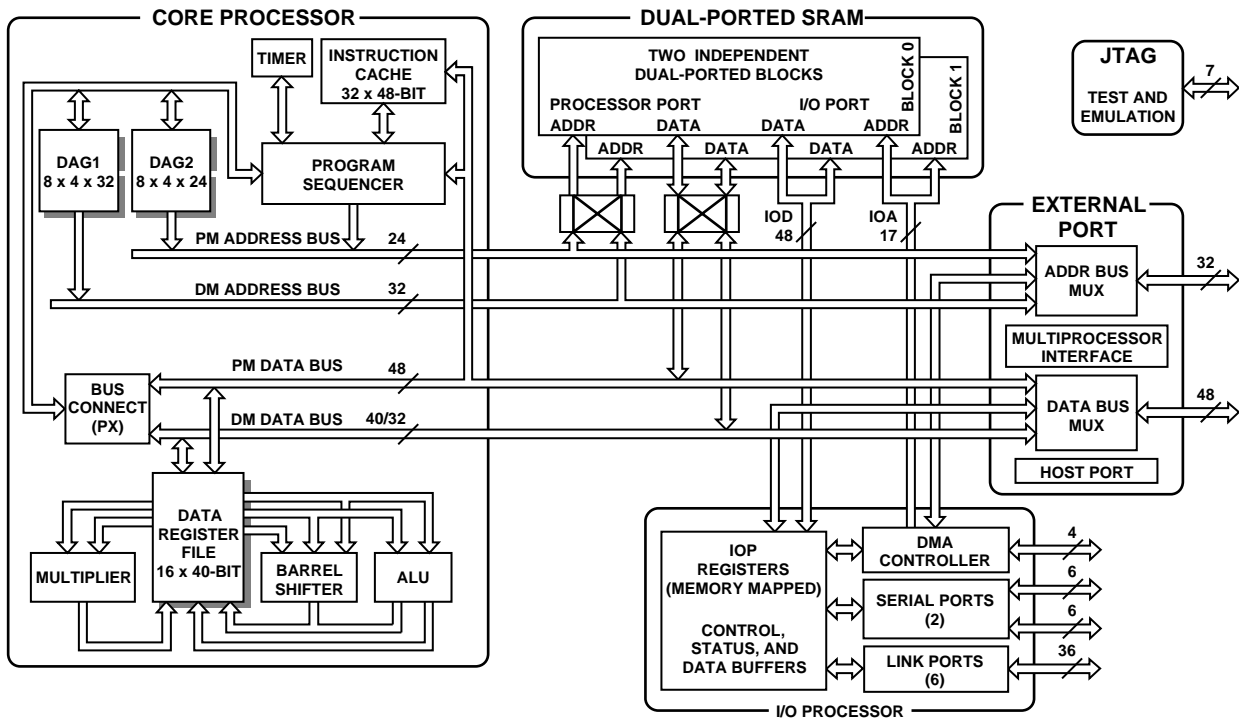 CORE PROCESSOR
TIMER
INSTRUCTION
CACHE
32 x 48-BIT
DAG1
8 x 4 x 32
DAG2
8 x 4 x 24
PROGRAM
SEQUENCER
PM ADDRESS BUS
24
DM ADDRESS BUS
32
PM DATA BUS
48
BUS
CONNECT
(PX)
DM DATA BUS
40/32
DATA
REGISTER
FILE
16 x 40-BIT
MULTIPLIER
BARREL
SHIFTER
ALU
DUAL-PORTED SRAM
TWO INDEPENDENT
DUAL-PORTED BLOCKS
BLOCK 0
BLOCK 1
PROCESSOR PORT
I/O PORT
ADDR
DATA
DATA
ADDR
ADDR
DATA
DATA
ADDR
IOD
48
IOA
17
JTAG
TEST AND
EMULATION
7
EXTERNAL
PORT
ADDR BUS
MUX
32
MULTIPROCESSOR
INTERFACE
DATA BUS
MUX
48
HOST PORT
IOP
REGISTERS
(MEMORY MAPPED)
CONTROL,
STATUS, AND
DATA BUFFERS
DMA
CONTROLLER
4
SERIAL PORTS
(2)
6
6
LINK PORTS
(6)
36
I/O PROCESSOR